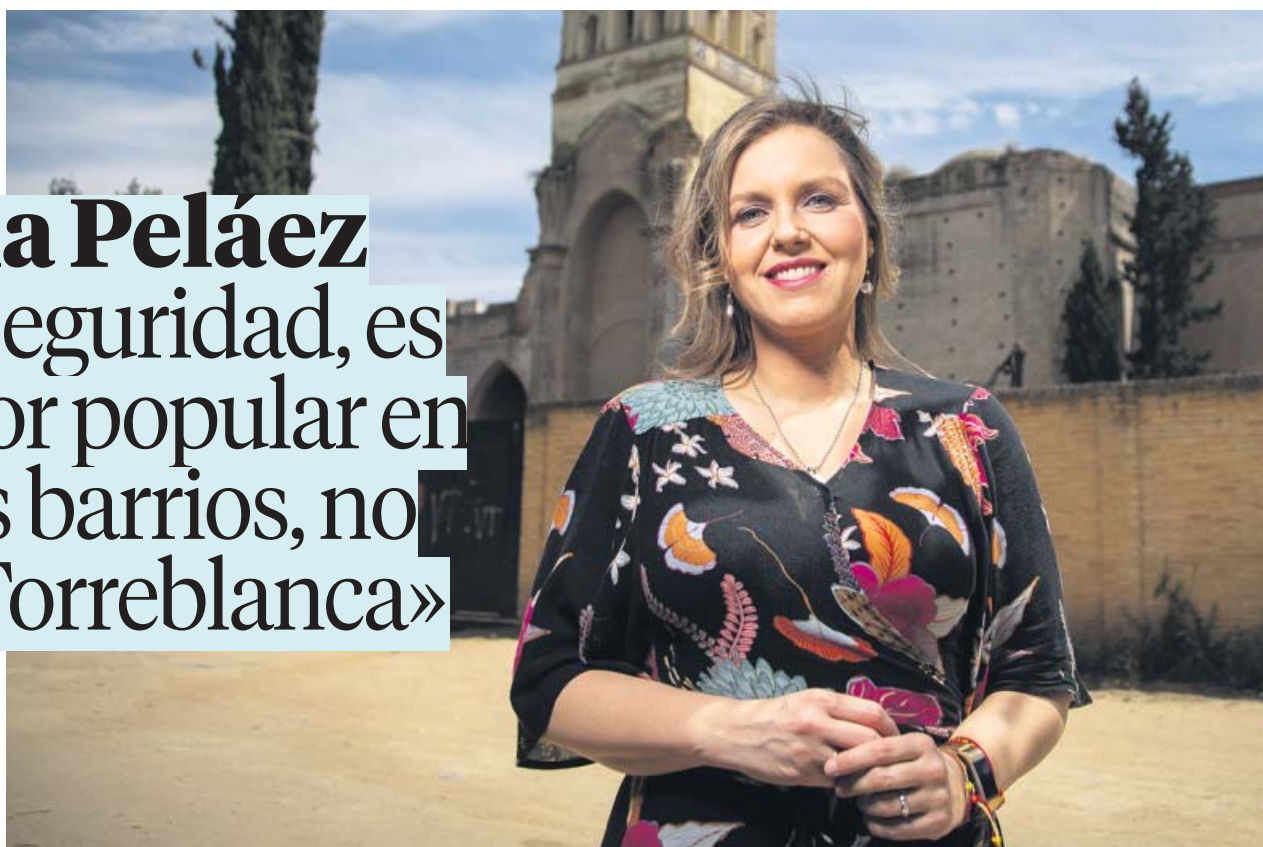 a Peláez
eguridad, es
or popular en
s barrios, no
Torreblanca»